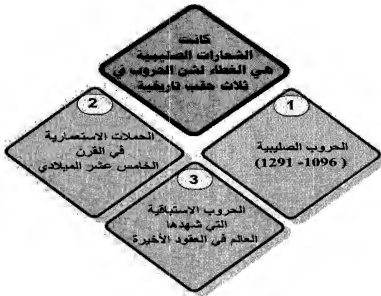 كانت
الشعارات الصليبية
هي الغطاء لشن الحروب في
ثلاث حقب تاريخية
1
الحروب الصليبية
(1291 -1096 )
2
الحملات الاستعمارية
في القرن
الخامس عشر الميلادي
3
الحروب الاستباقية
التي شهدها
العالم في العقود الأخيرة